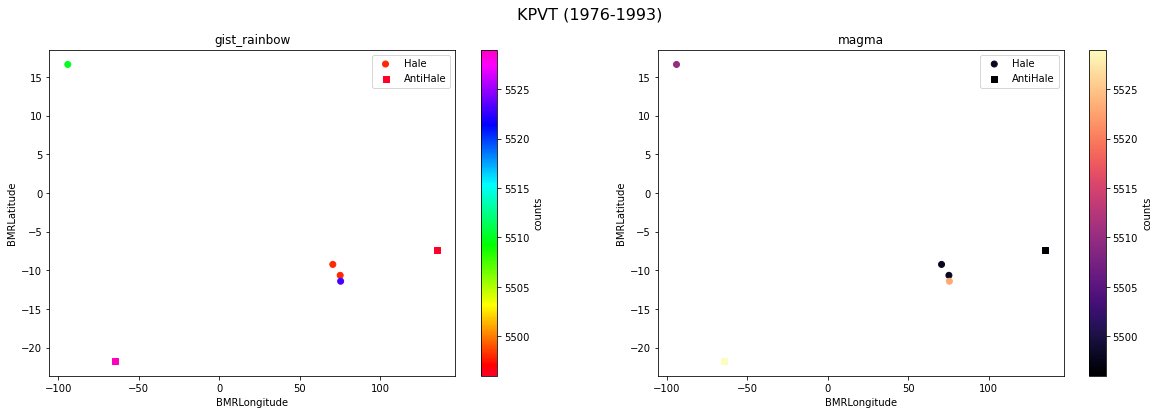 KPVT (1976-1993)
gist_rainbow
Hale
AntiHale
15
10
5
0
−5
−10
−15
−20
BMRLatitude
−100
−50
0
50
100
BMRLongitude
5525
5520
5515
5510
5505
5500
counts
magma
Hale
AntiHale
15
10
5
0
−5
−10
−15
−20
BMRLatitude
−100
−50
0
50
100
BMRLongitude
5525
5520
5515
5510
5505
5500
counts